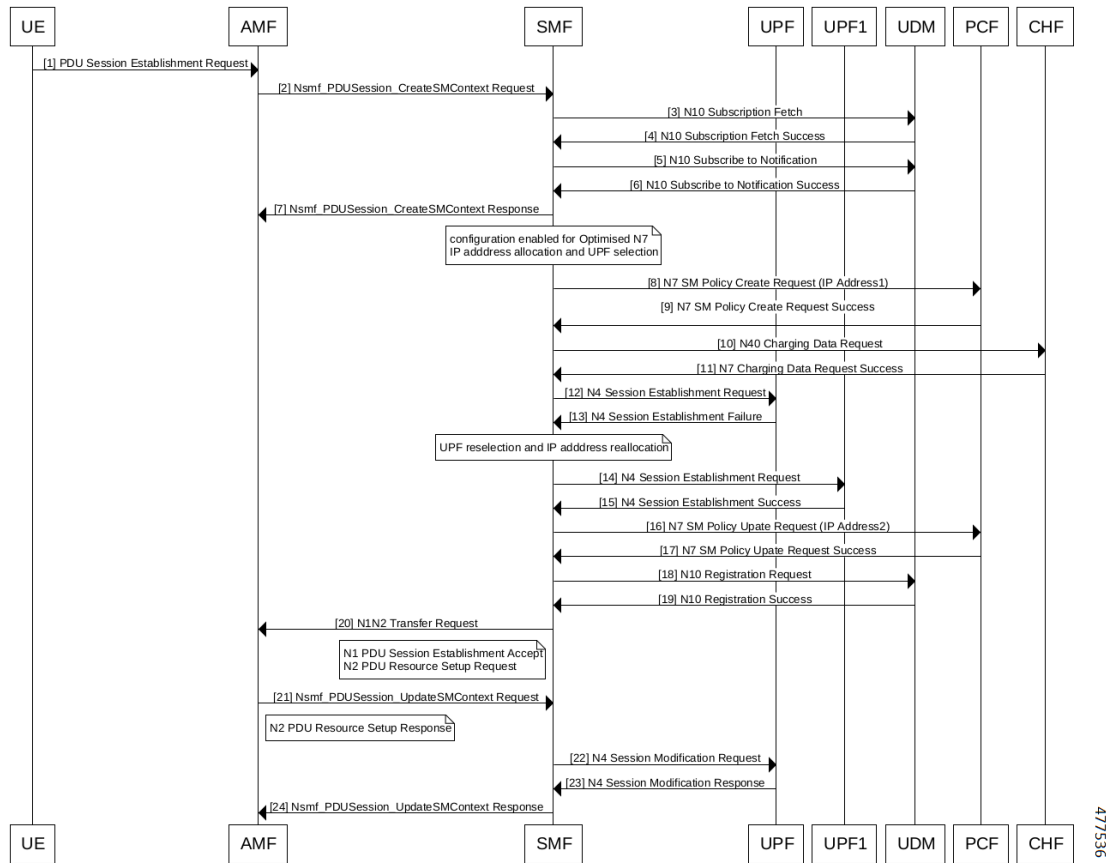 UE AMF SMF UPF UPF1 UDM PCF CHF
[1] PDU Session Establishment Request
[2] Nsmf_PDUSession_CreateSMContext Request
[3] N10 Subscription Fetch
[4] N10 Subscription Fetch Success
[5] N10 Subscribe to Notification
[6] N10 Subscribe to Notification Success
[7] Nsmf_PDUSession_CreateSMContext Response
configuration enabled for Optimised N7
IP adddress allocation and UPF selection
[8] N7 SM Policy Create Request (IP Address1)
[9] N7 SM Policy Create Request Success
[10] N40 Charging Data Request
[11] N7 Charging Data Request Success
[12] N4 Session Establishment Request
[13] N4 Session Establishment Failure
UPF reselection and IP adddress reallocation
[14] N4 Session Establishment Request
[15] N4 Session Establishment Success
[16] N7 SM Policy Upate Request (IP Address2)
[17] N7 SM Policy Upate Request Success
[18] N10 Registration Request
[19] N10 Registration Success
[20] N1N2 Transfer Request
N1 PDU Session Establishment Accept
N2 PDU Resource Setup Request
[21] Nsmf_PDUSession_UpdateSMContext Request
N2 PDU Resource Setup Response
[22] N4 Session Modification Request
[23] N4 Session Modification Response
[24] Nsmf_PDUSession_UpdateSMContext Response
UE AMF SMF UPF UPF1 UDM PCF CHF
477536